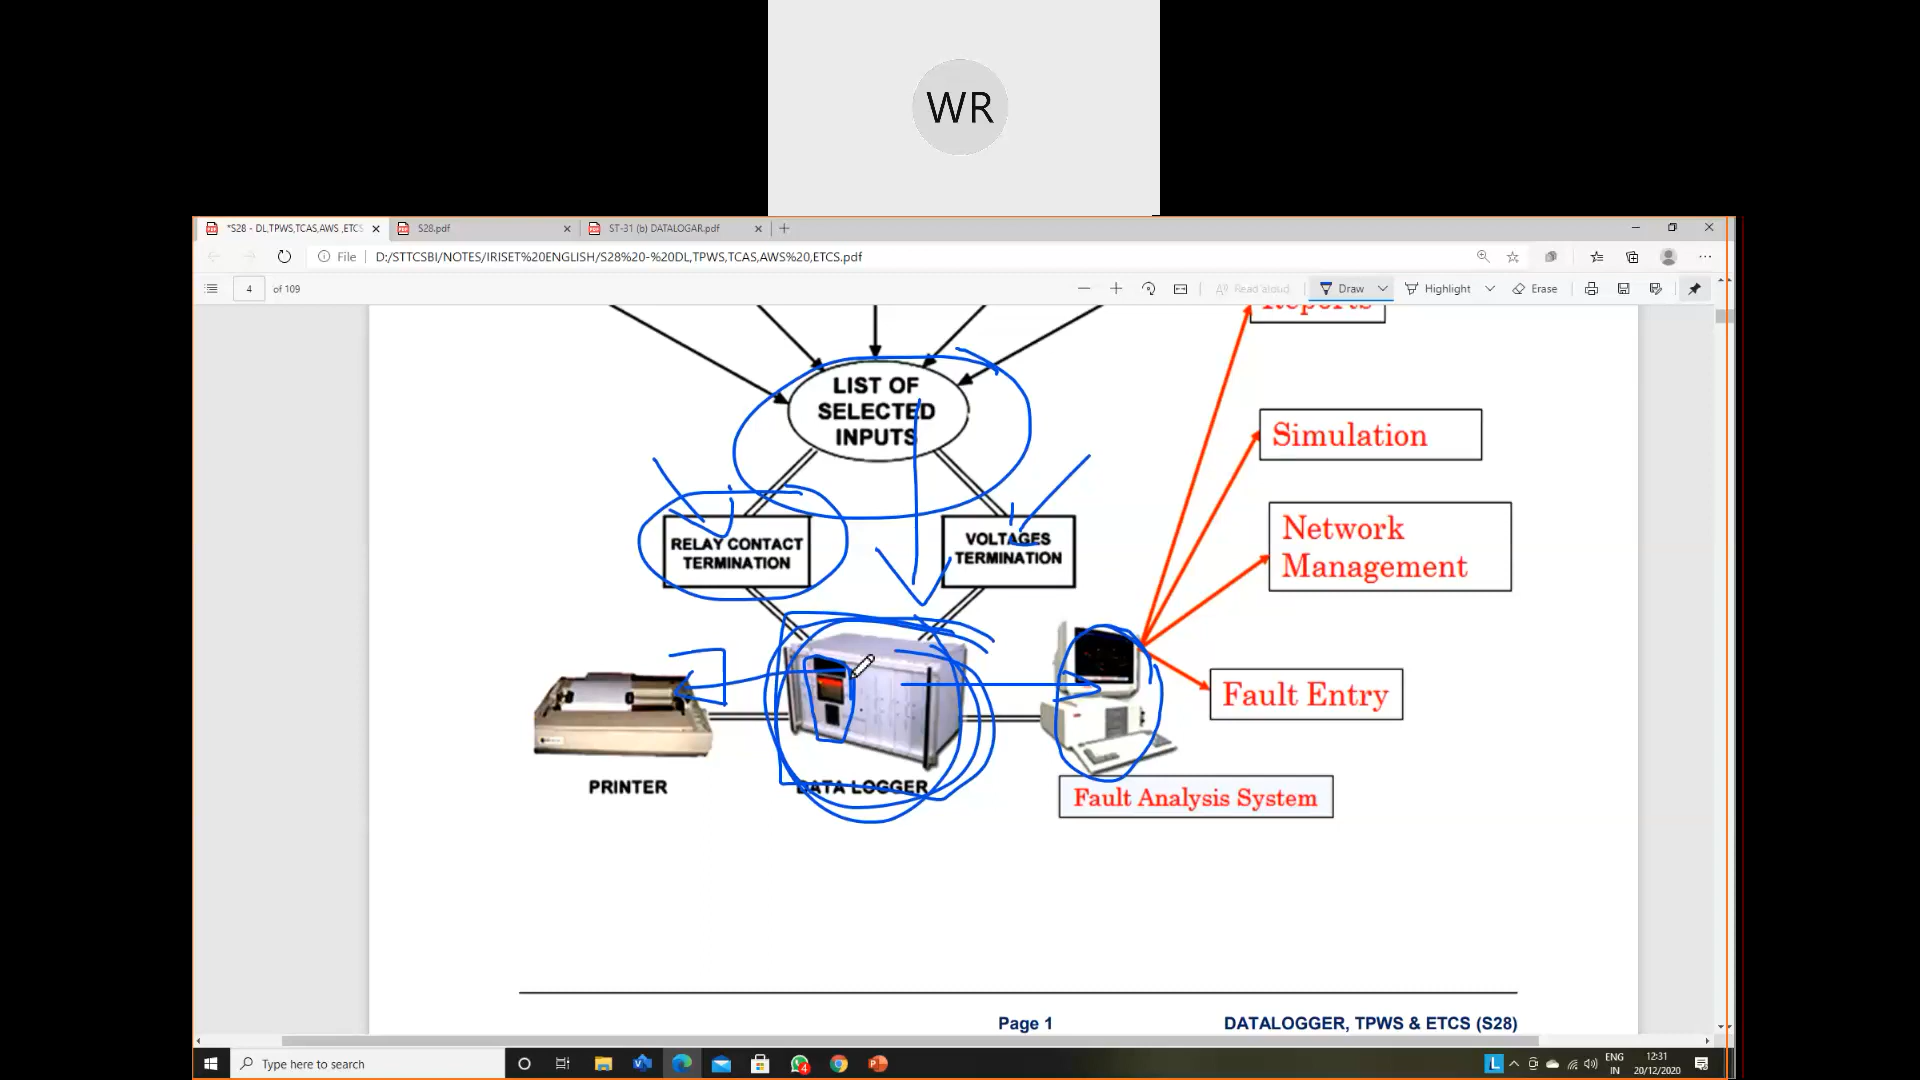 WR
*S28 - DL,TPWS,TCAS,AWS ,ETCS
S28.pdf
ST-31 (b) DATALOGAR.pdf
File
D:/STTCSBI/NOTES/IRISET%20ENGLISH/S28%20-%20DL,TPWS,TCAS,AWS%20,ETCS.pdf
4 of 109
Read aloud
Draw
Highlight
Erase
Reports
LIST OF
SELECTED
INPUTS
Simulation
Network
Management
RELAY CONTACT
TERMINATION
VOLTAGES
TERMINATION
Fault Entry
PRINTER
DATA LOGGER
Fault Analysis System
Page 1
DATALOGGER, TPWS & ETCS (S28)
Type here to search
4
L
ENG
IN
12:31
20/12/2020